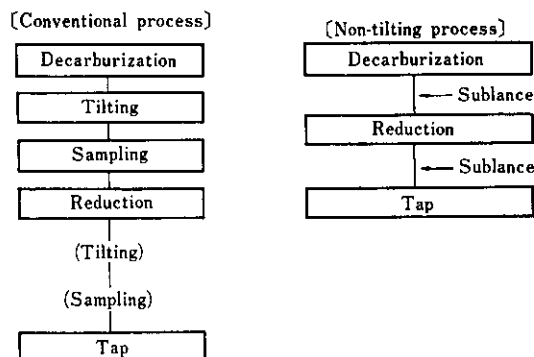 〔Conventional process〕
Decarburization
Tilting
Sampling
Reduction
(Tilting)
(Sampling)
Tap
〔Non-tilting process〕
Decarburization
Sublance
Reduction
Sublance
Tap